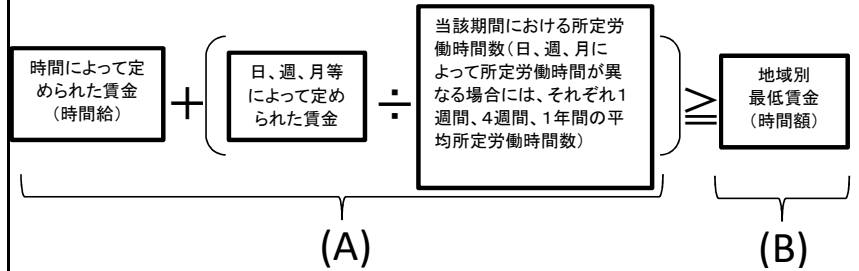 時間によって定
められた賃金
(時間給)
+
日、週、月等
によって定め
られた賃金
÷
当該期間における所定労
働時間数(日、週、月に
よって所定労働時間が異
なる場合には、それぞれ1
週間、4週間、1年間の平
均所定労働時間数)
≧
地域別
最低賃金
(時間額)
(A)
(B)